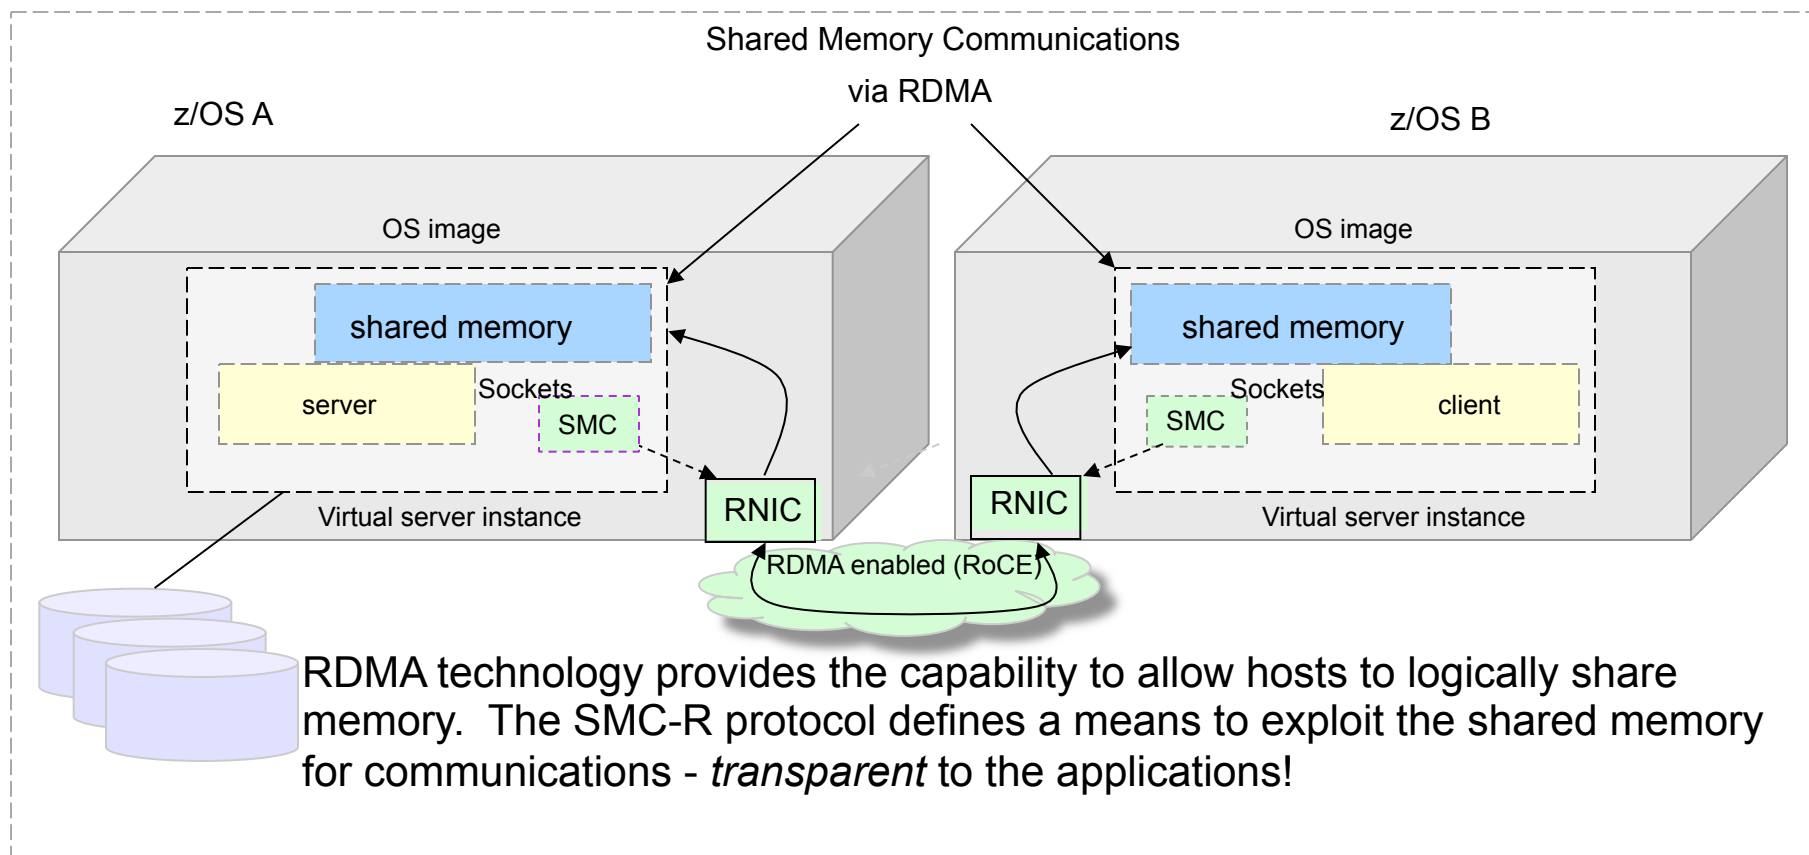 Shared Memory Communications
via RDMA
z/OS A
z/OS B
OS image
OS image
shared memory
shared memory
Sockets
Sockets
server
SMC
SMC
client
RNIC
RNIC
Virtual server instance
Virtual server instance
RDMA enabled (RoCE)
RDMA technology provides the capability to allow hosts to logically share
memory.  The SMC-R protocol defines a means to exploit the shared memory
for communications - transparent to the applications!